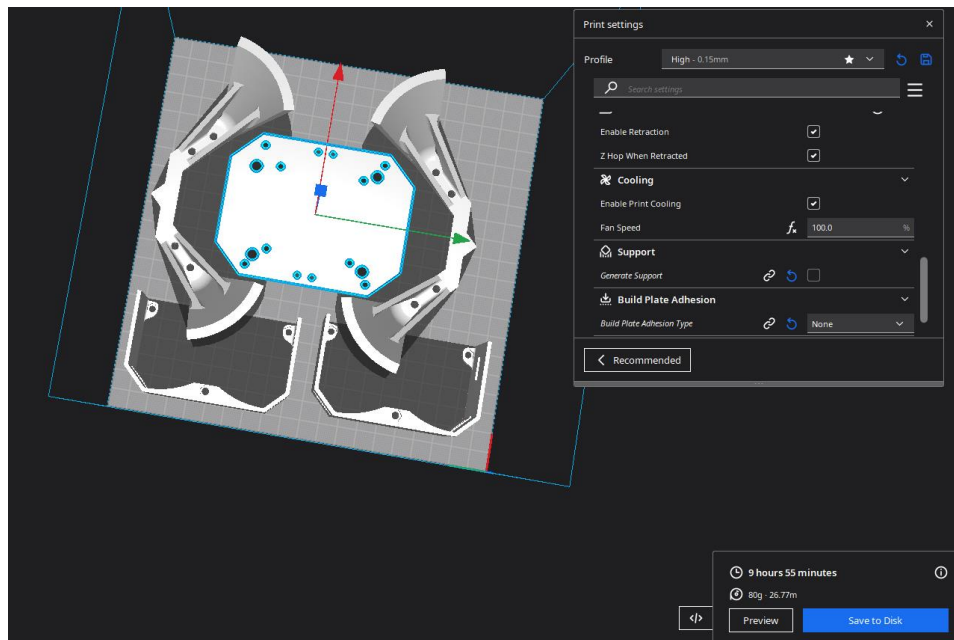 Print settings
Profile High - 0.15mm
Search settings
Enable Retraction
Z Hop When Retracted
Cooling
Enable Print Cooling
Fan Speed 100.0 %
Support
Generate Support
Build Plate Adhesion
Build Plate Adhesion Type None
Recommended
9 hours 55 minutes
80g · 26.77m
Preview Save to Disk